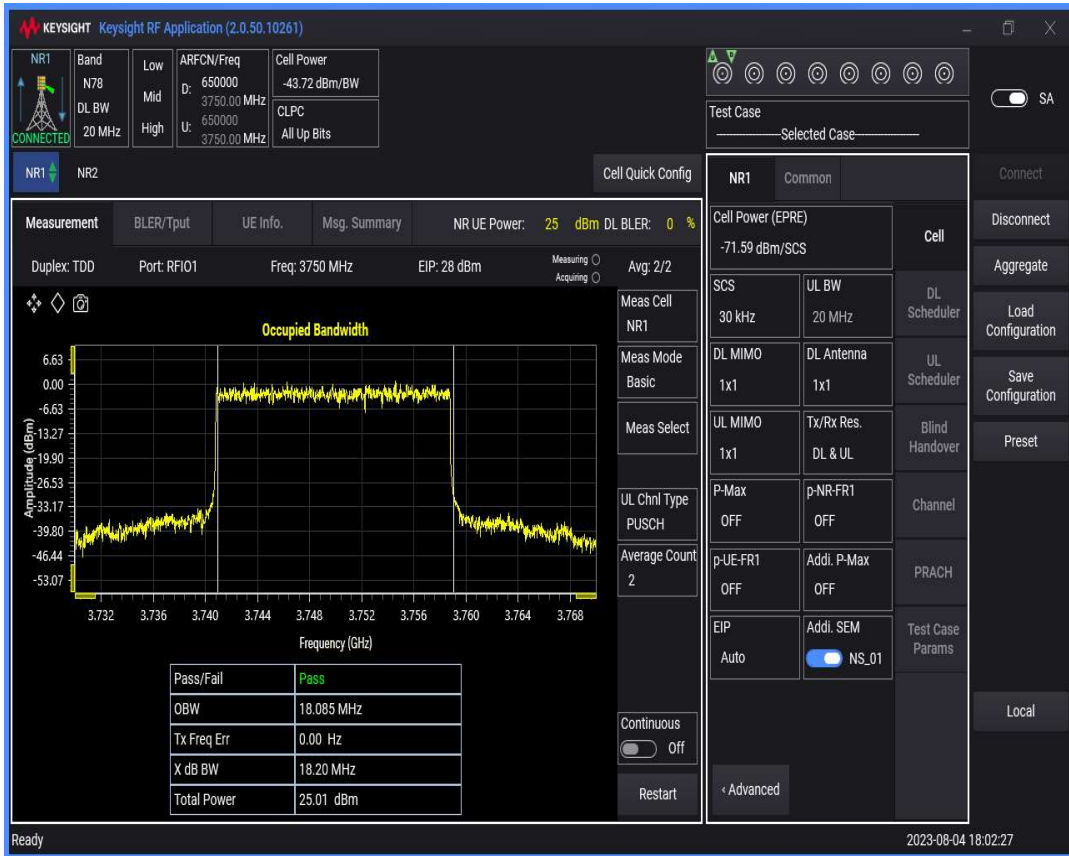 KEYSIGHT Keysight RF Application (2.0.50.10261)
NR1
CONNECTED
Band
N78
DL BW
20 MHz
Low
Mid
High
ARFCN/Freq
D: 650000
3750.00 MHz
U: 650000
3750.00 MHz
Cell Power
-43.72 dBm/BW
CLPC
All Up Bits
Test Case
Selected Case
SA
NR1 NR2 Cell Quick Config
Measurement BLER/Tput UE Info. Msg. Summary NR UE Power: 25 dBm DL BLER: 0 %
Duplex: TDD Port: RFIO1 Freq: 3750 MHz EIP: 28 dBm Measuring Avg: 2/2
Acquiring
Occupied Bandwidth
Amplitude (dBm)
6.63
0.00
-6.63
-13.27
-19.90
-26.53
-33.17
-39.80
-46.44
-53.07
3.732 3.736 3.740 3.744 3.748 3.752 3.756 3.760 3.764 3.768
Frequency (GHz)
Pass/Fail Pass
OBW 18.085 MHz
Tx Freq Err 0.00 Hz
X dB BW 18.20 MHz
Total Power 25.01 dBm
Meas Cell
NR1
Meas Mode
Basic
Meas Select
UL Chnl Type
PUSCH
Average Count
2
Continuous
Off
Restart
NR1 Common
Cell Power (EPRE)
-71.59 dBm/SCS
SCS
30 kHz
UL BW
20 MHz
DL MIMO
1x1
DL Antenna
1x1
UL MIMO
1x1
Tx/Rx Res.
DL & UL
P-Max
OFF
p-NR-FR1
OFF
p-UE-FR1
OFF
Addi. P-Max
OFF
EIP
Auto
Addi. SEM
NS_01
‹ Advanced
Cell
DL
Scheduler
UL
Scheduler
Blind
Handover
Channel
PRACH
Test Case
Params
Connect
Disconnect
Aggregate
Load
Configuration
Save
Configuration
Preset
Local
Ready 2023-08-04 18:02:27